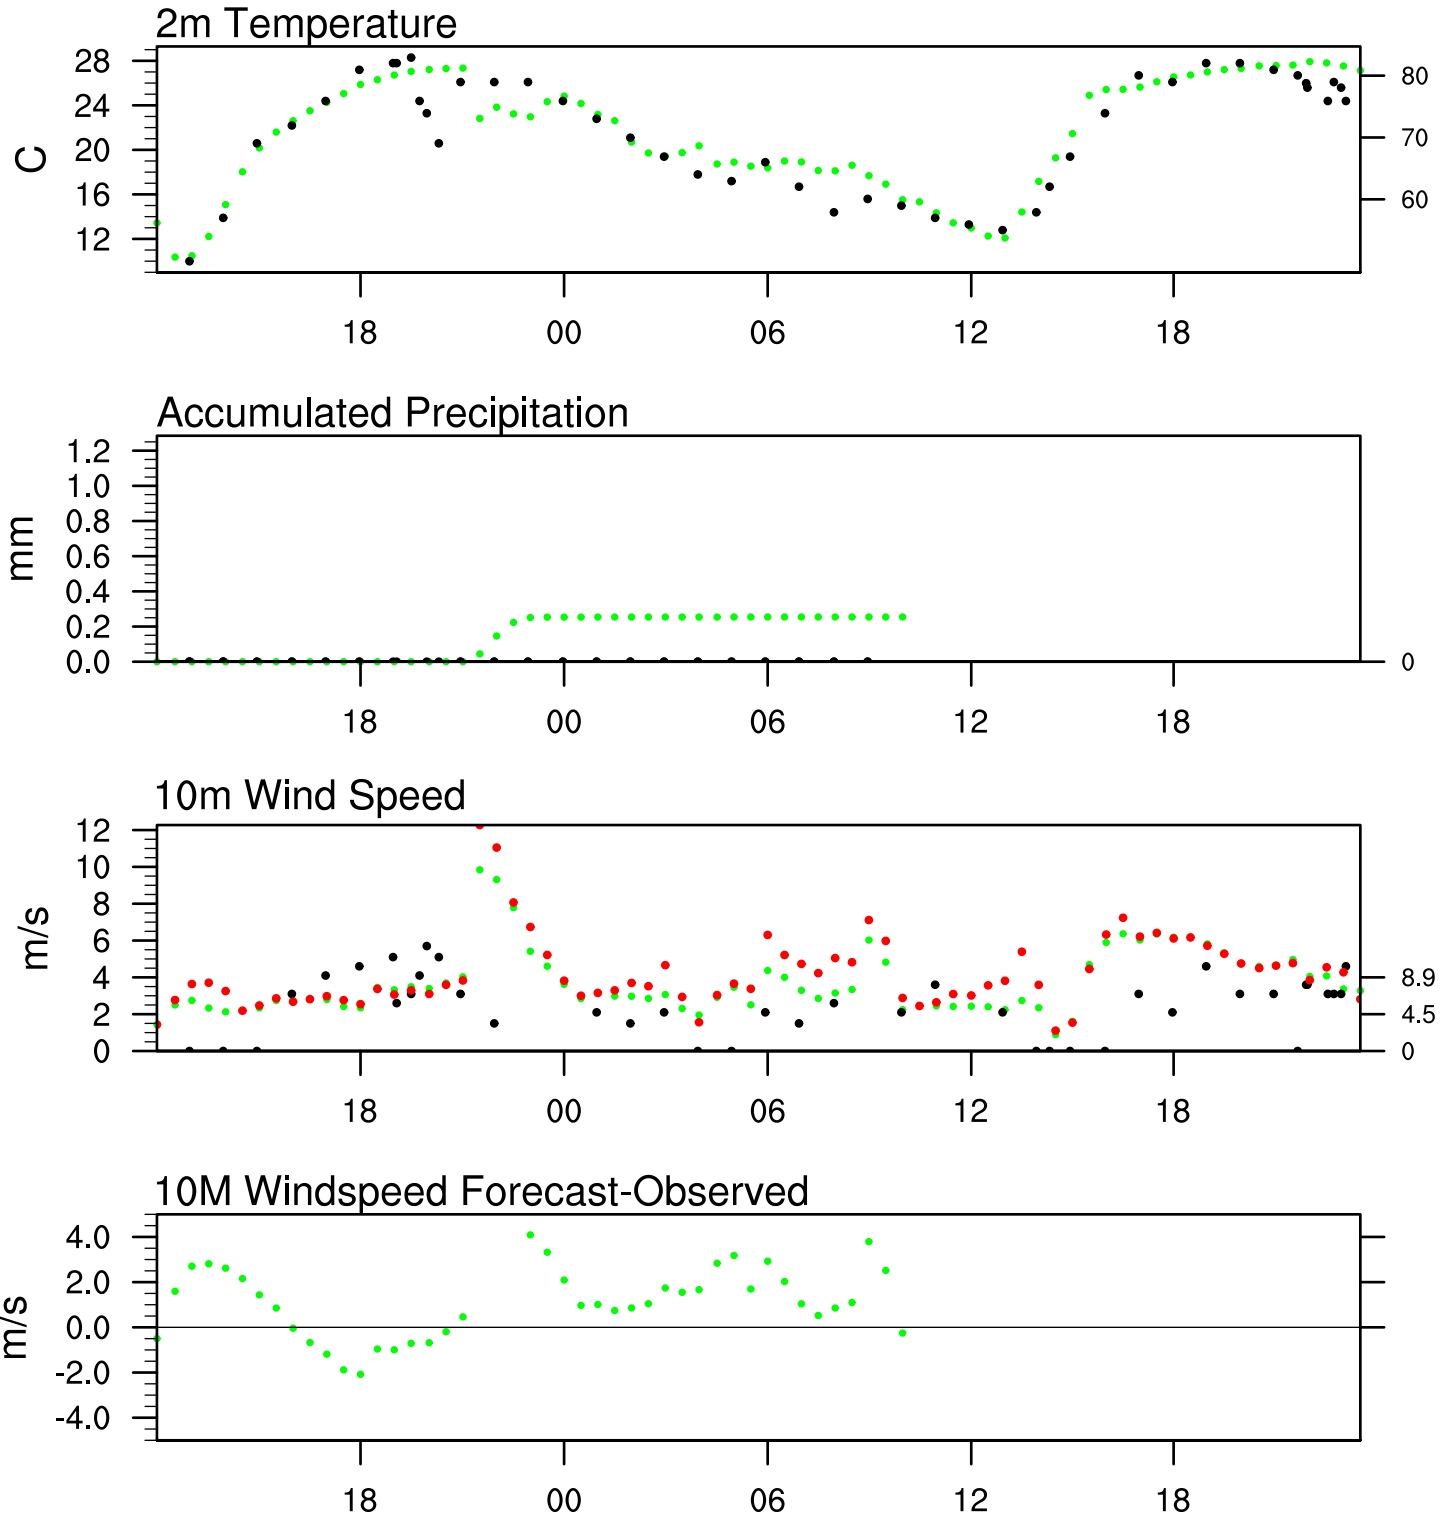 2m Temperature
28
24
20
16
12
C
80
70
60
18 00 06 12 18
Accumulated Precipitation
1.2
1.0
0.8
0.6
0.4
0.2
0.0
mm
0
18 00 06 12 18
10m Wind Speed
12
10
8
6
4
2
0
m/s
8.9
4.5
0
18 00 06 12 18
10M Windspeed Forecast-Observed
4.0
2.0
0.0
-2.0
-4.0
m/s
18 00 06 12 18